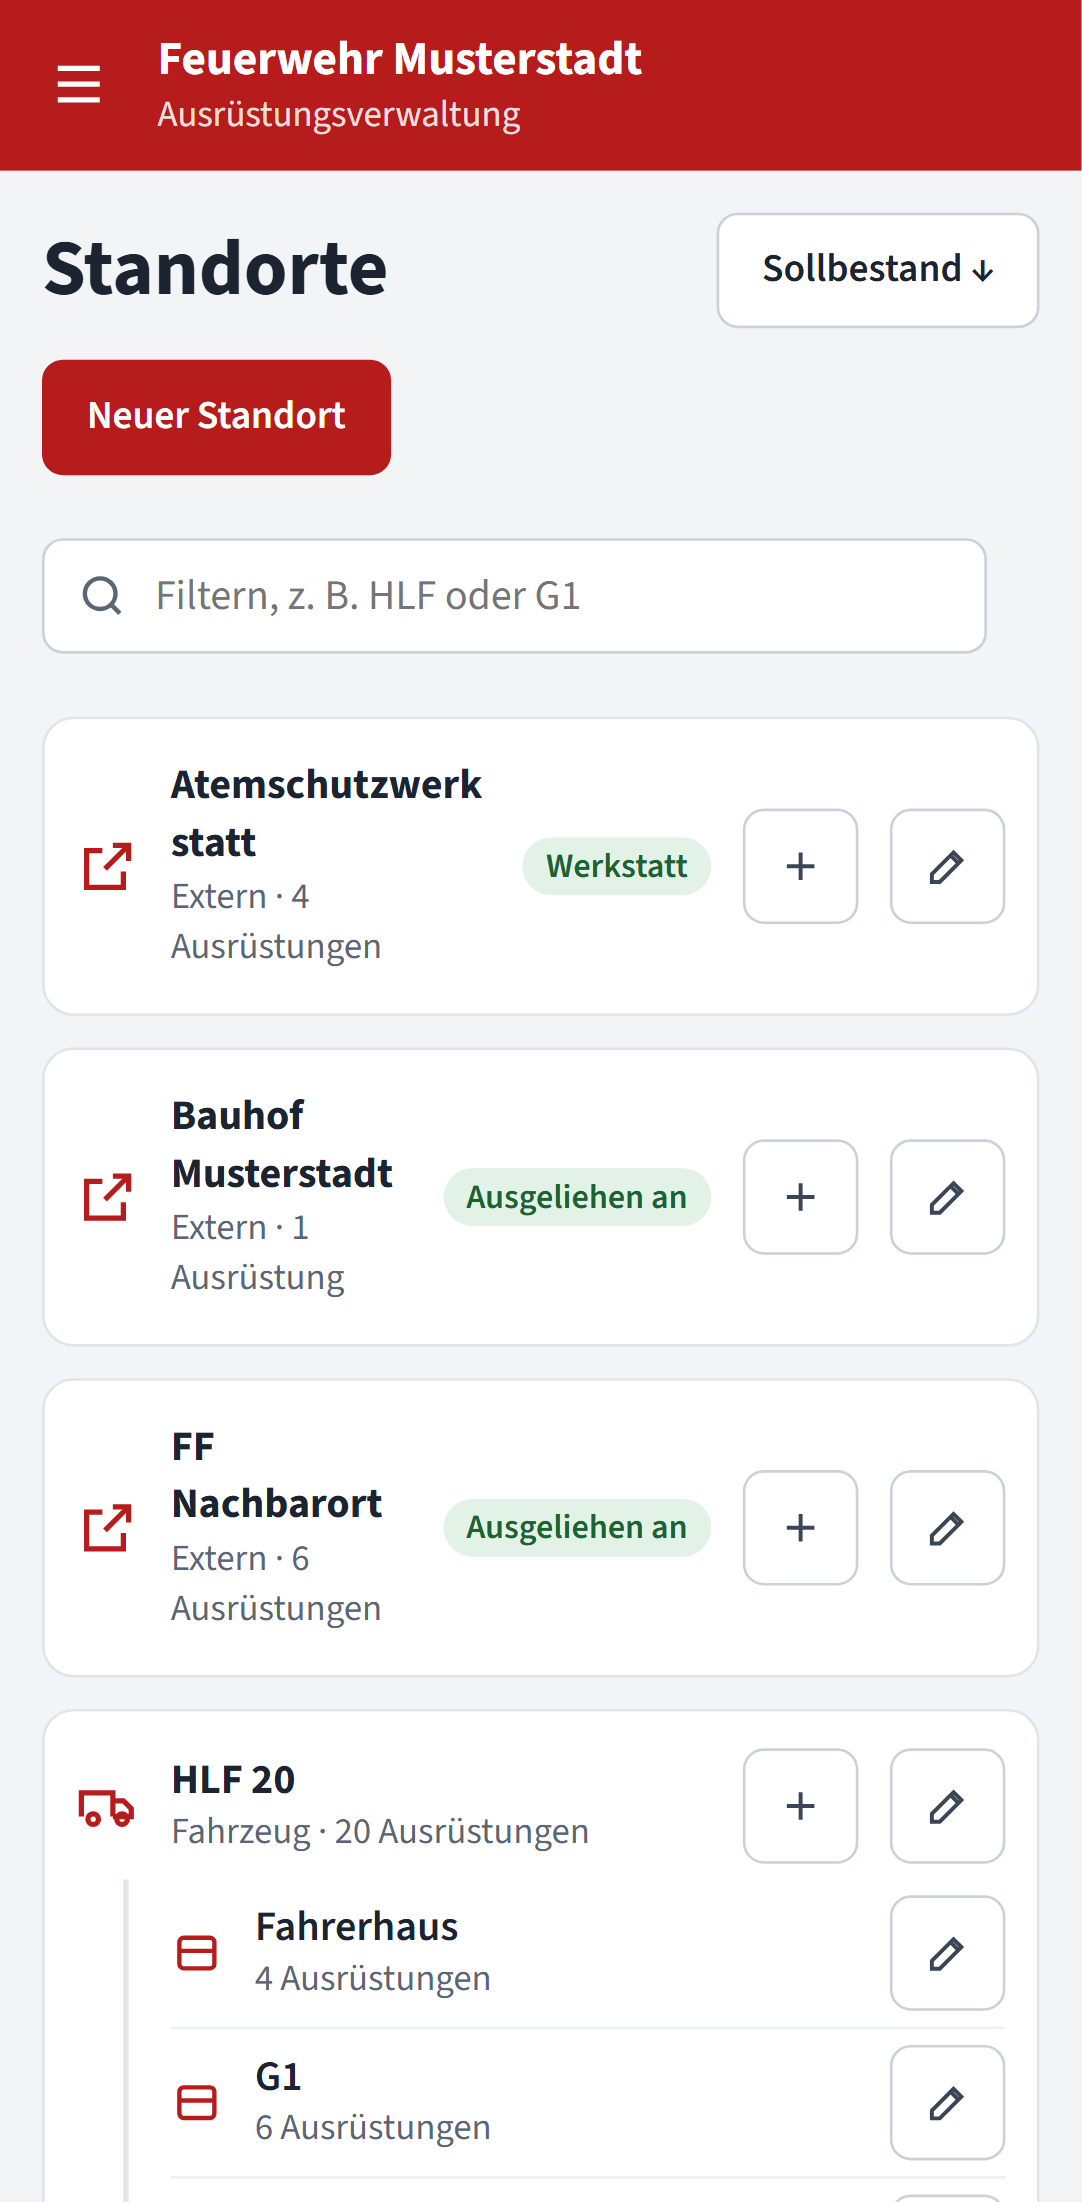 Feuerwehr Musterstadt
Ausrüstungsverwaltung
Standorte
Sollbestand ↓
Neuer Standort
Filtern, z. B. HLF oder G1
Atemschutzwerk
statt
Extern · 4
Ausrüstungen
Werkstatt
Bauhof
Musterstadt
Extern · 1
Ausrüstung
Ausgeliehen an
FF
Nachbarort
Extern · 6
Ausrüstungen
Ausgeliehen an
HLF 20
Fahrzeug · 20 Ausrüstungen
Fahrerhaus
4 Ausrüstungen
G1
6 Ausrüstungen